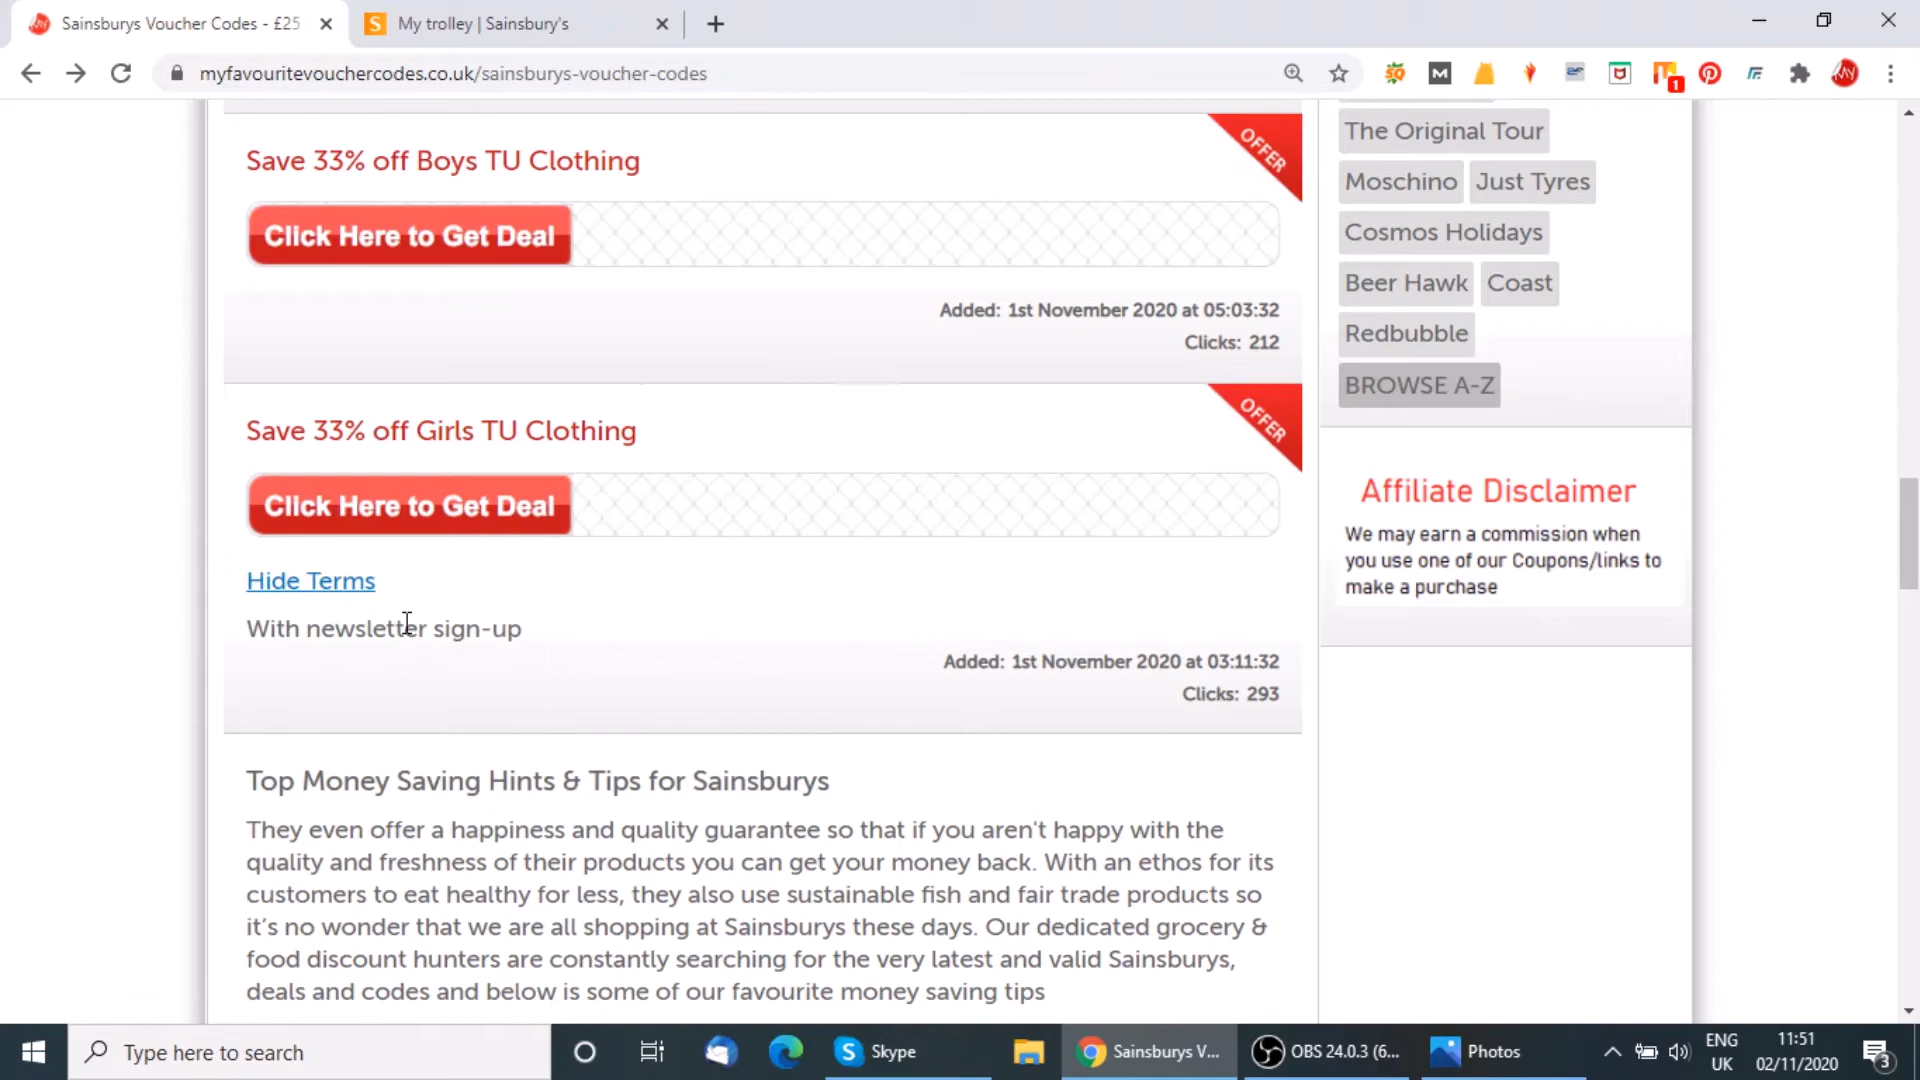 Sainsburys Voucher Codes - £25
My trolley | Sainsbury's
myfavouritevouchercodes.co.uk/sainsburys-voucher-codes
1
Save 33% off Boys TU Clothing
OFFER
Click Here to Get Deal
Added: 1st November 2020 at 05:03:32
Clicks: 212
Save 33% off Girls TU Clothing
OFFER
Click Here to Get Deal
Hide Terms
With newsletter sign-up
Added: 1st November 2020 at 03:11:32
Clicks: 293
Top Money Saving Hints & Tips for Sainsburys
They even offer a happiness and quality guarantee so that if you aren't happy with the
quality and freshness of their products you can get your money back. With an ethos for its
customers to eat healthy for less, they also use sustainable fish and fair trade products so
it’s no wonder that we are all shopping at Sainsburys these days. Our dedicated grocery &
food discount hunters are constantly searching for the very latest and valid Sainsburys,
deals and codes and below is some of our favourite money saving tips
The Original Tour
Moschino
Just Tyres
Cosmos Holidays
Beer Hawk
Coast
Redbubble
BROWSE A-Z
Affiliate Disclaimer
We may earn a commission when
you use one of our Coupons/links to
make a purchase
Type here to search
Skype
Sainsburys V...
OBS 24.0.3 (6...
Photos
ENG
UK
11:51
02/11/2020
3